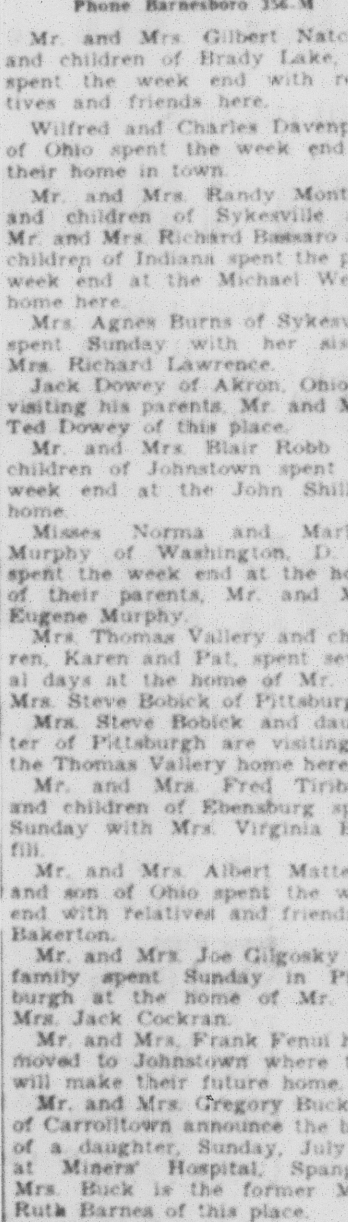 Phone Barnesboro 356-M
Mr. and Mrs. Gilbert Natc
and children of Brady Lake,
spent the week end with re
tives and friends here.
Wilfred and Charles Davenp
of Ohio spent the week end
their home in town.
Mr. and Mrs. Randy Mont
and children of Sykesville
Mr. and Mrs. Richard Bassaro
children of Indiana spent the p
week end at the Michael We
home here.
Mrs. Agnes Burns of Sykesv
spent Sunday with her sis
Mrs. Richard Lawrence.
Jack Dowey of Akron, Ohio
visiting his parents, Mr. and M
Ted Dowey of this place.
Mr. and Mrs. Blair Robb
children of Johnstown spent
week end at the John Shill
home.
Misses Norma and Mar
Murphy of Washington, D.
spent the week end at the ho
of their parents, Mr. and M
Eugene Murphy.
Mrs. Thomas Vallery and ch
ren, Karen and Pat, spent sev
al days at the home of Mr.
Mrs. Steve Bobick of Pittsburg
Mrs. Steve Bobick and dau
ter of Pittsburgh are visiting
the Thomas Vallery home here
Mr. and Mrs. Fred Tirib
and children of Ebensburg sp
Sunday with Mrs. Virginia
fill.
Mr. and Mrs. Albert Matte
and son of Ohio spent the w
end with relatives and friends
Bakerton.
Mr. and Mrs. Joe Gilgosky
family spent Sunday in Pi
burgh at the home of Mr.
Mrs. Jack Cockran.
Mr. and Mrs. Frank Fenui h
moved to Johnstown where t
will make their future home.
Mr. and Mrs. Gregory Buck
of Carrolltown announce the b
of a daughter, Sunday, July
at Miners' Hospital, Spang
Mrs. Buck is the former M
Ruth Barnes of this place.